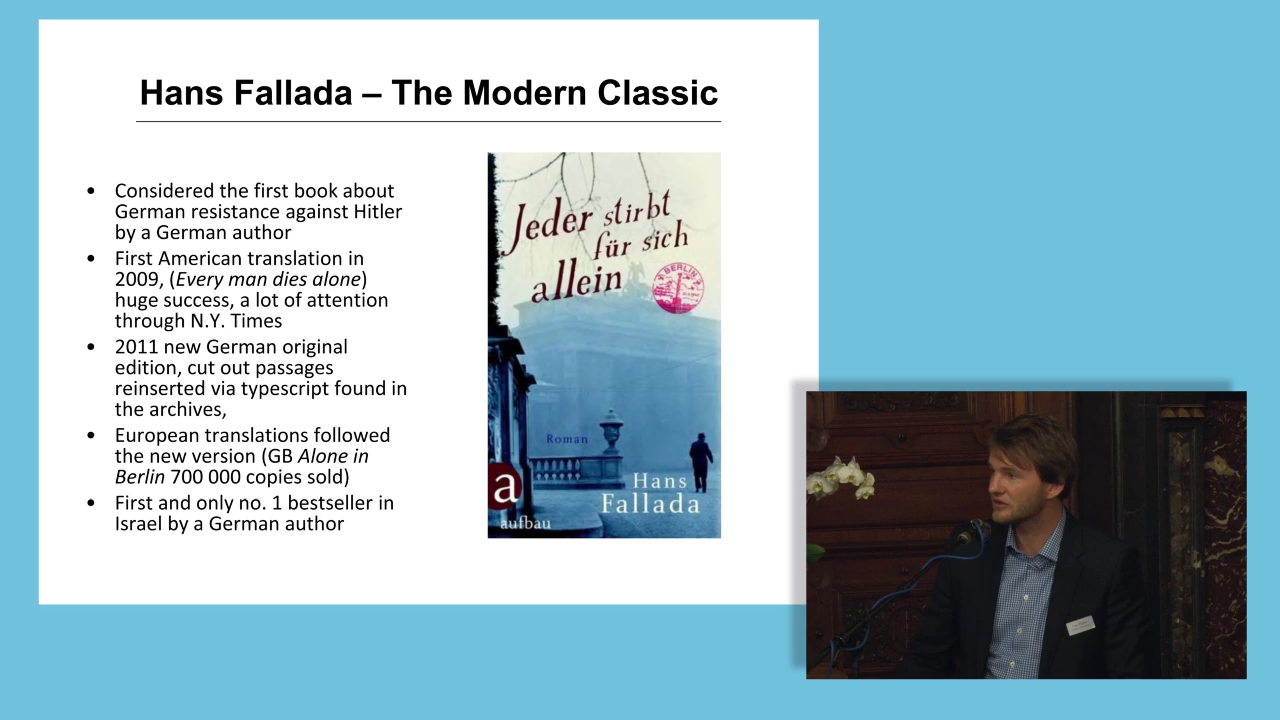 Hans Fallada – The Modern Classic
• Considered the first book about
German resistance against Hitler
by a German author
• First American translation in
2009, (Every man dies alone)
huge success, a lot of attention
through N.Y. Times
• 2011 new German original
edition, cut out passages
reinserted via typescript found in
the archives,
• European translations followed
the new version (GB Alone in
Berlin 700 000 copies sold)
• First and only no. 1 bestseller in
Israel by a German author
Jeder stirbt
für sich
allein
BERLIN
Roman
Hans
Fallada
a
aufbau